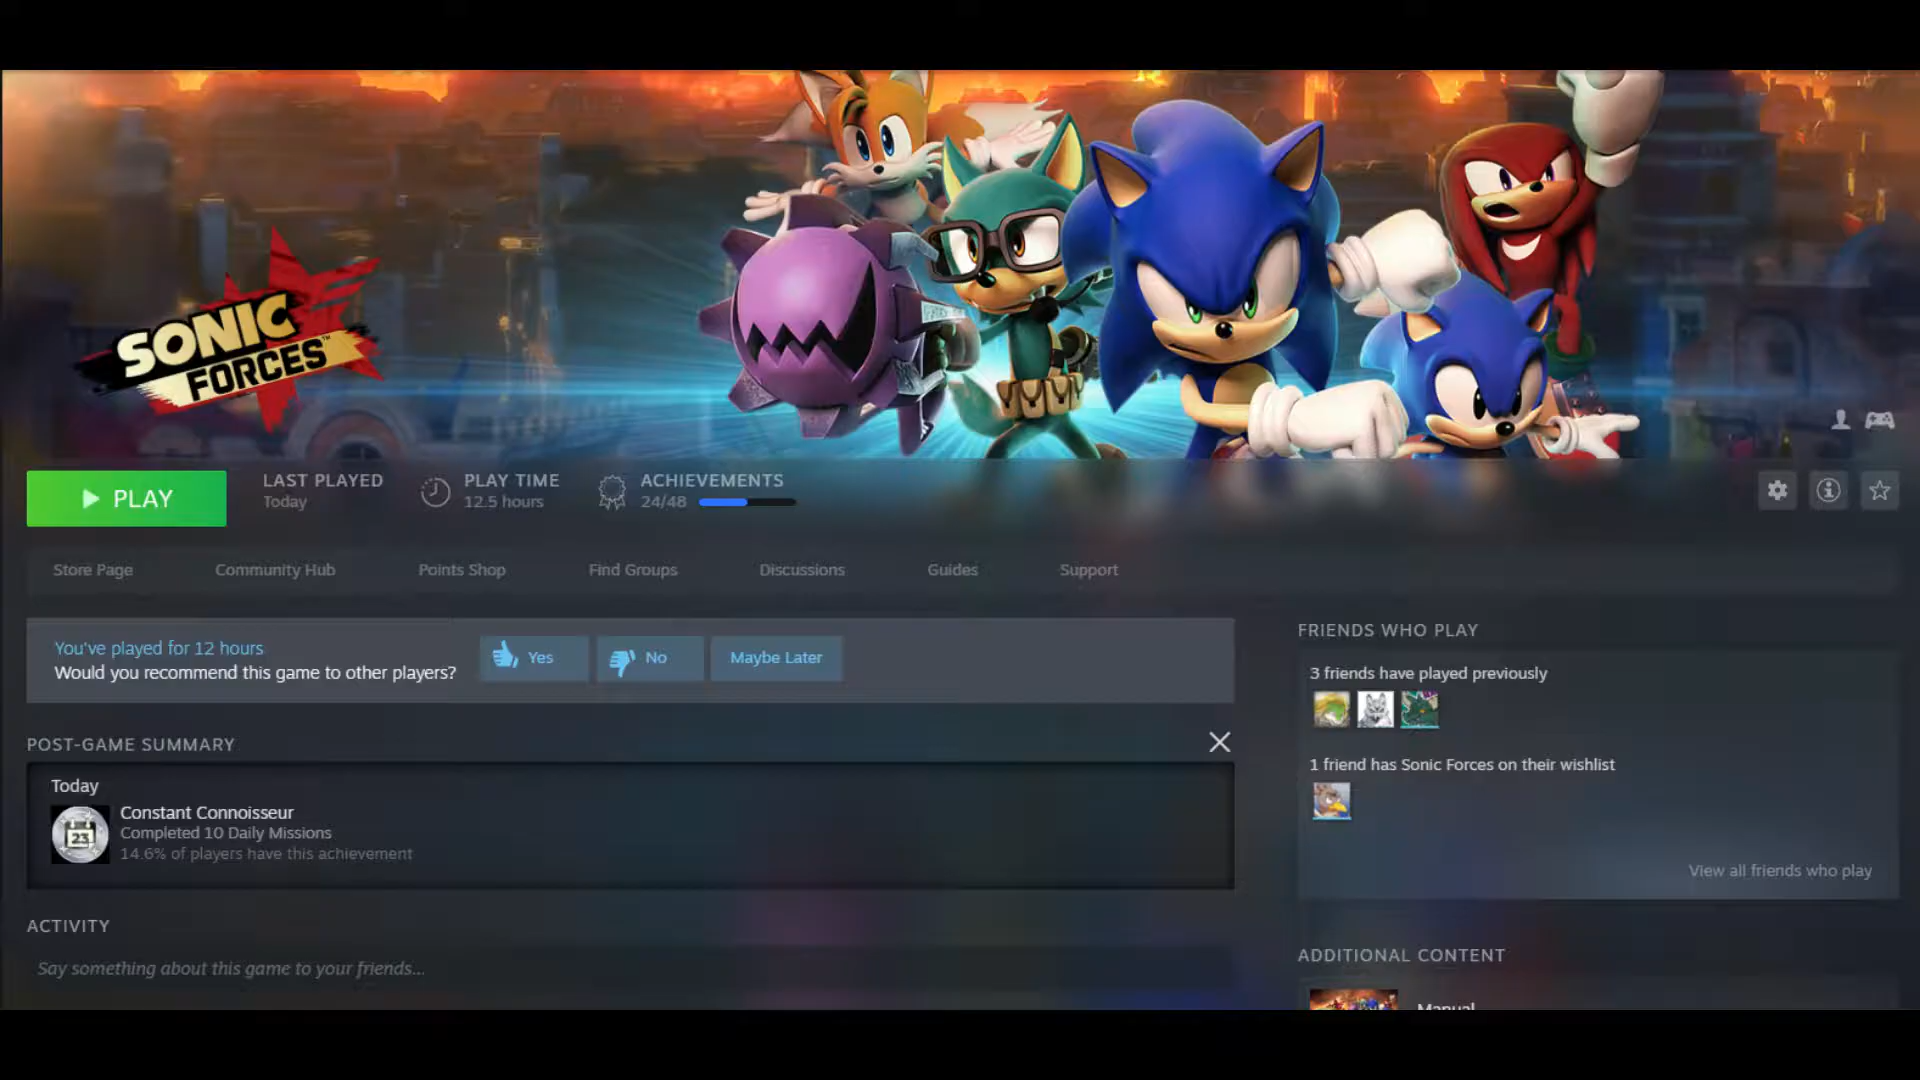 SONIC
FORCES™
PLAY
LAST PLAYED
Today
PLAY TIME
12.5 hours
ACHIEVEMENTS
24/48
Store Page
Community Hub
Points Shop
Find Groups
Discussions
Guides
Support
You've played for 12 hours
Would you recommend this game to other players?
Yes
No
Maybe Later
FRIENDS WHO PLAY
3 friends have played previously
1 friend has Sonic Forces on their wishlist
View all friends who play
POST-GAME SUMMARY
Today
23
Constant Connoisseur
Completed 10 Daily Missions
14.6% of players have this achievement
ACTIVITY
Say something about this game to your friends...
ADDITIONAL CONTENT
Manual